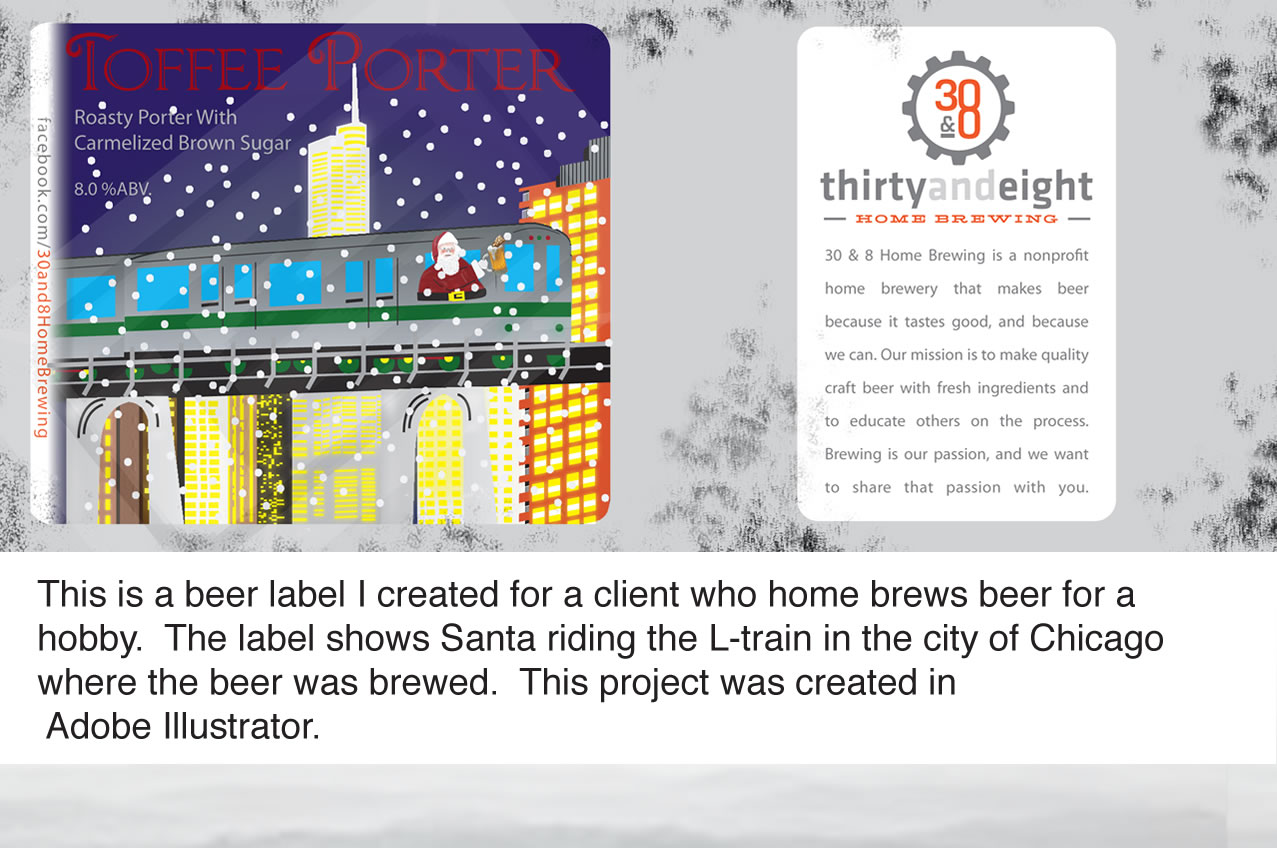 Toffee Porter
Roasty Porter With
Carmelized Brown Sugar
8.0 %ABV.
facebook.com/30and8HomeBrewing
30
&8
thirtyandeight
HOME BREWING
30 & 8 Home Brewing is a nonprofit
home brewery that makes beer
because it tastes good, and because
we can. Our mission is to make quality
craft beer with fresh ingredients and
to educate others on the process.
Brewing is our passion, and we want
to share that passion with you.
This is a beer label I created for a client who home brews beer for a
hobby.  The label shows Santa riding the L-train in the city of Chicago
where the beer was brewed.  This project was created in
Adobe Illustrator.